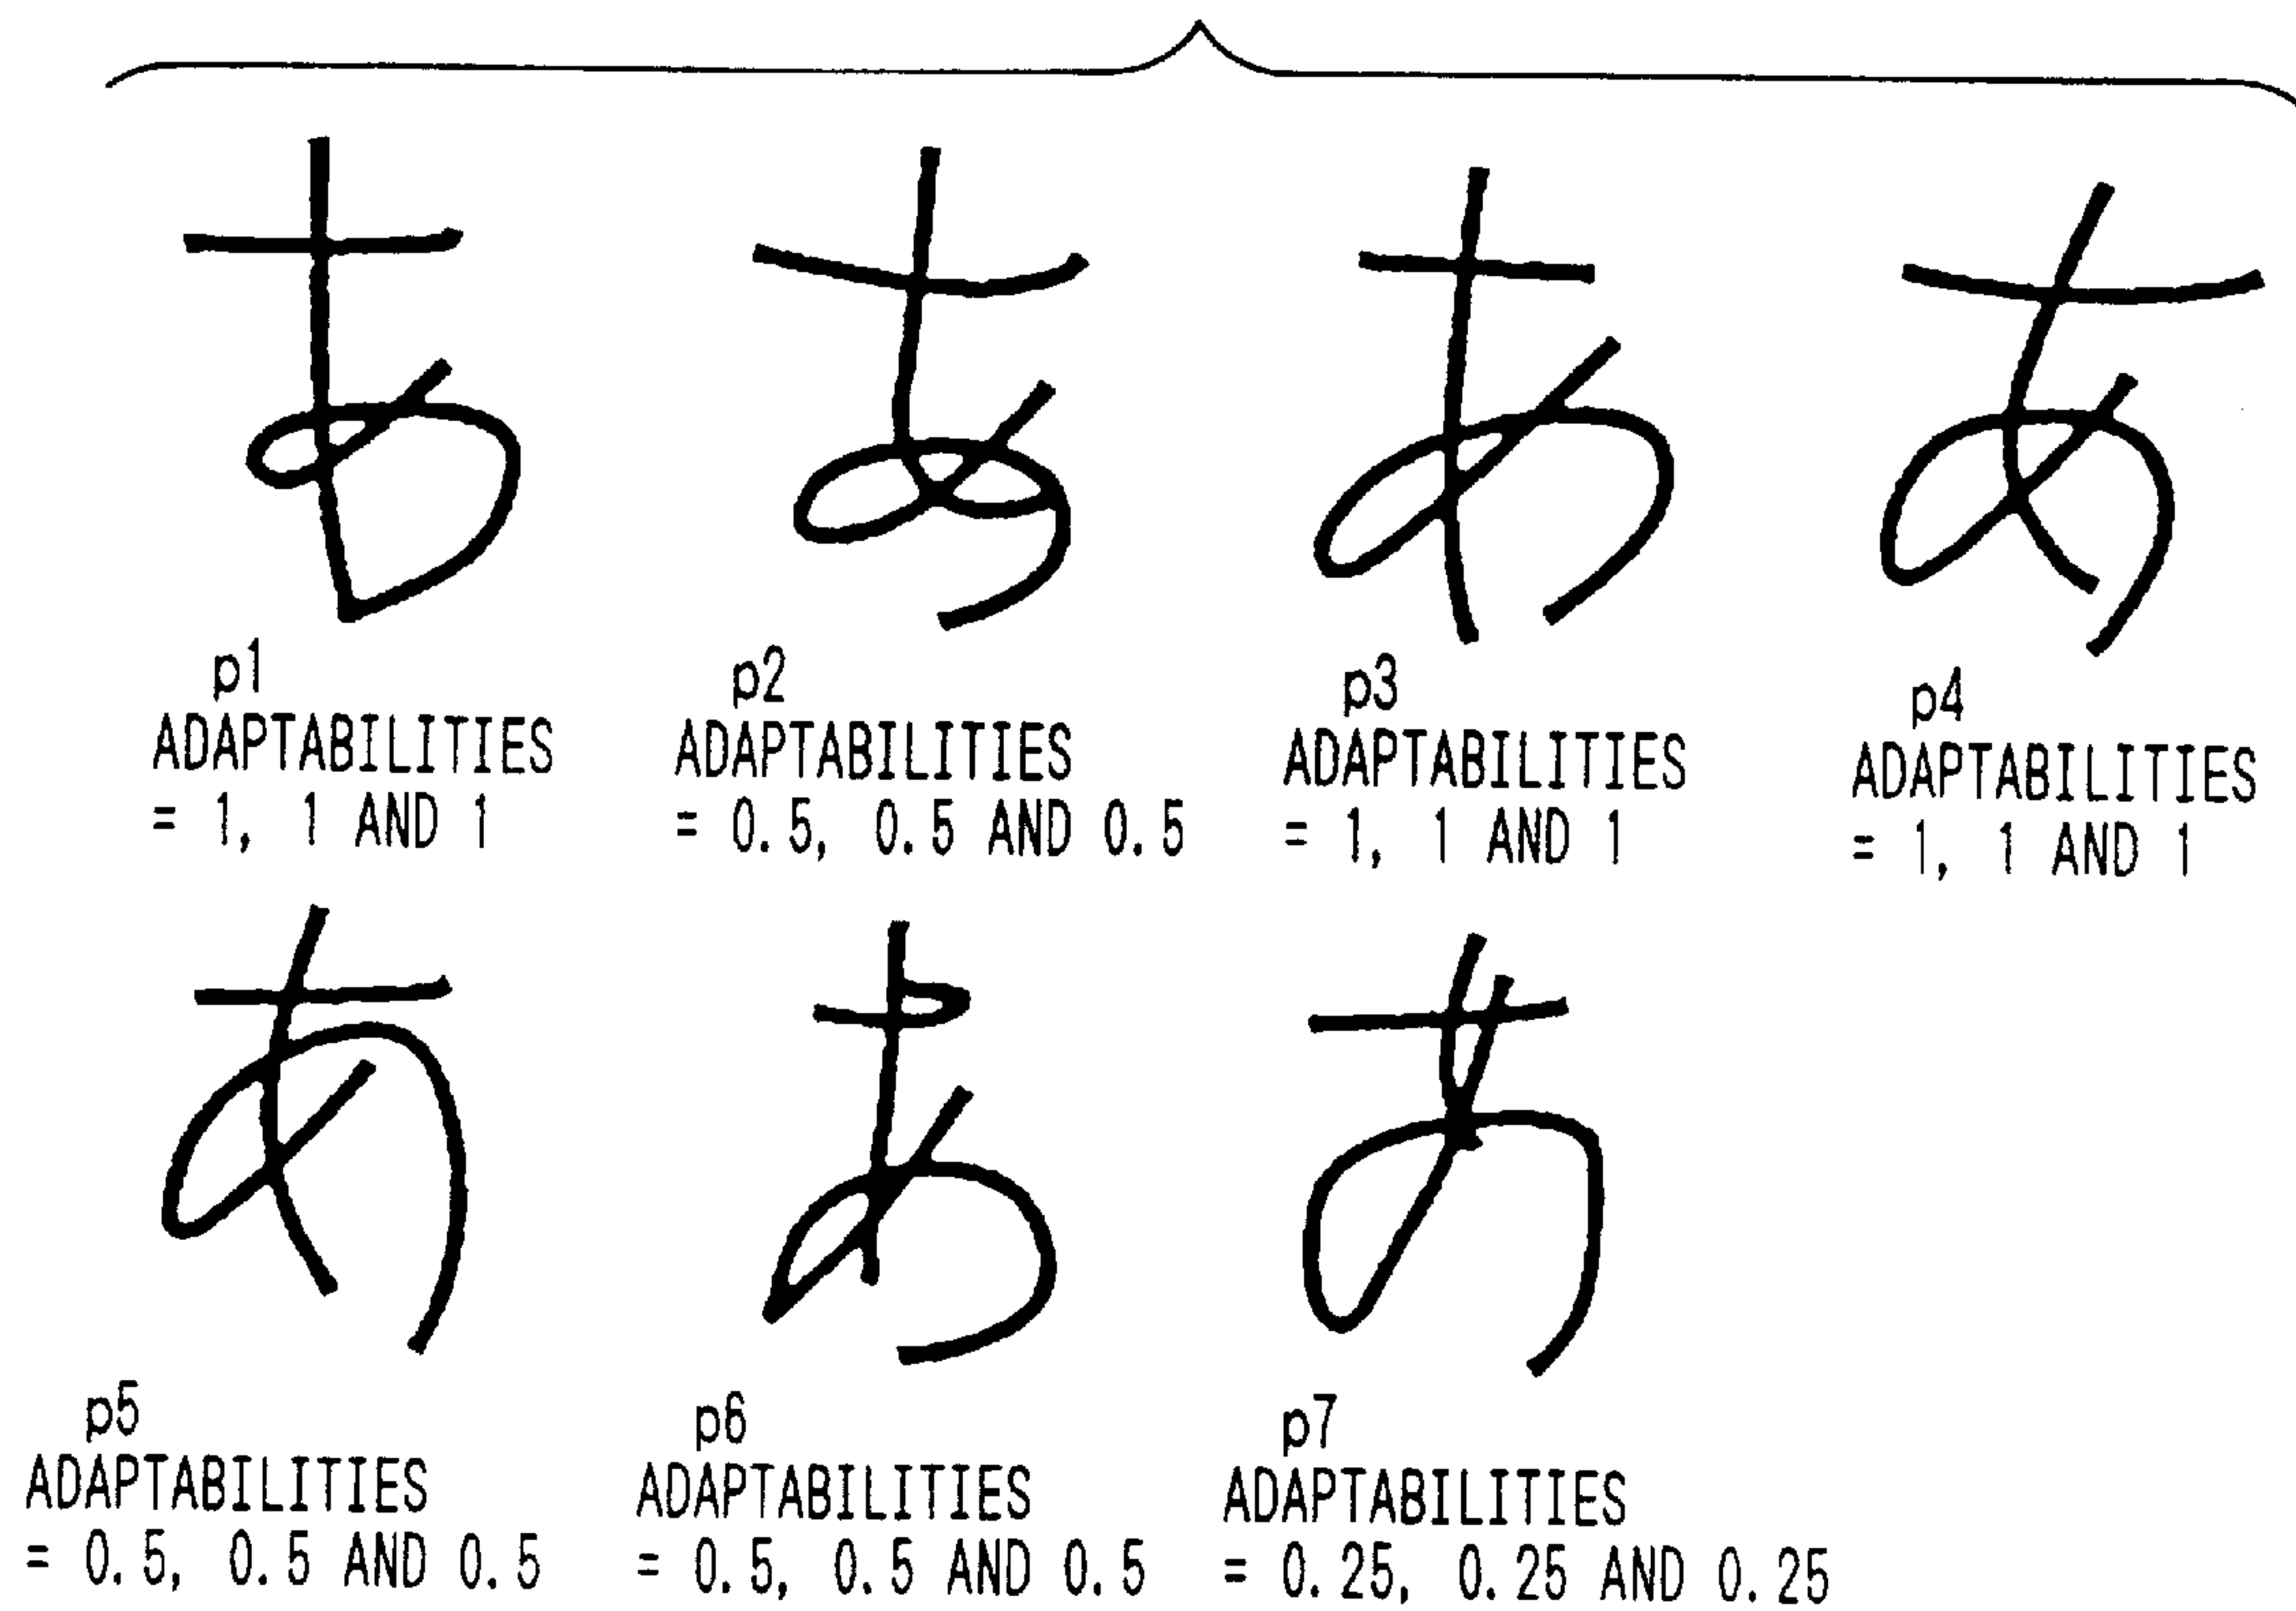 あ あ あ あ
p1 p2 p3 p4
ADAPTABILITIES ADAPTABILITIES ADAPTABILITIES ADAPTABILITIES
= 1, 1 AND 1 = 0.5, 0.5 AND 0.5 = 1, 1 AND 1 = 1, 1 AND 1
あ あ あ
p5 p6 p7
ADAPTABILITIES ADAPTABILITIES ADAPTABILITIES
= 0.5, 0.5 AND 0.5 = 0.5, 0.5 AND 0.5 = 0.25, 0.25 AND 0.25